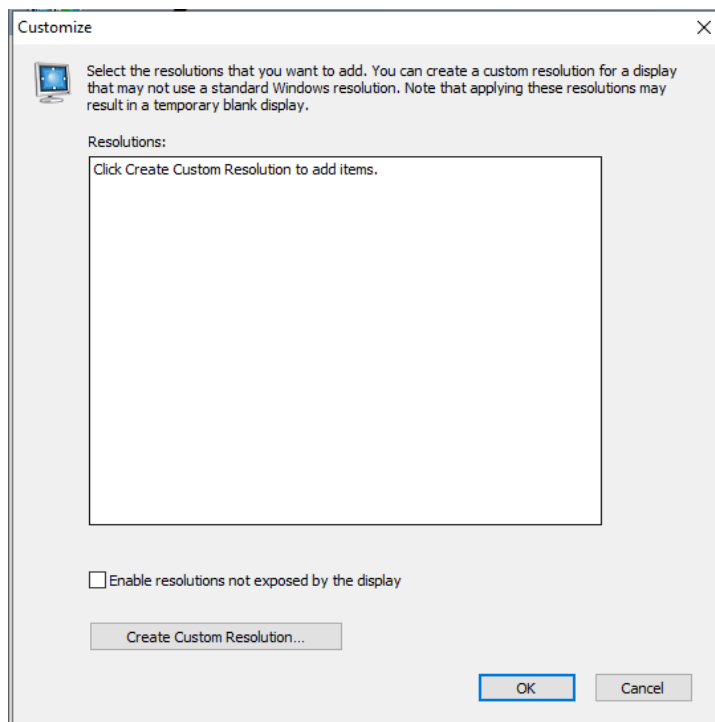 Customize
Select the resolutions that you want to add. You can create a custom resolution for a display
that may not use a standard Windows resolution. Note that applying these resolutions may
result in a temporary blank display.
Resolutions:
Click Create Custom Resolution to add items.
Enable resolutions not exposed by the display
Create Custom Resolution...
OK
Cancel